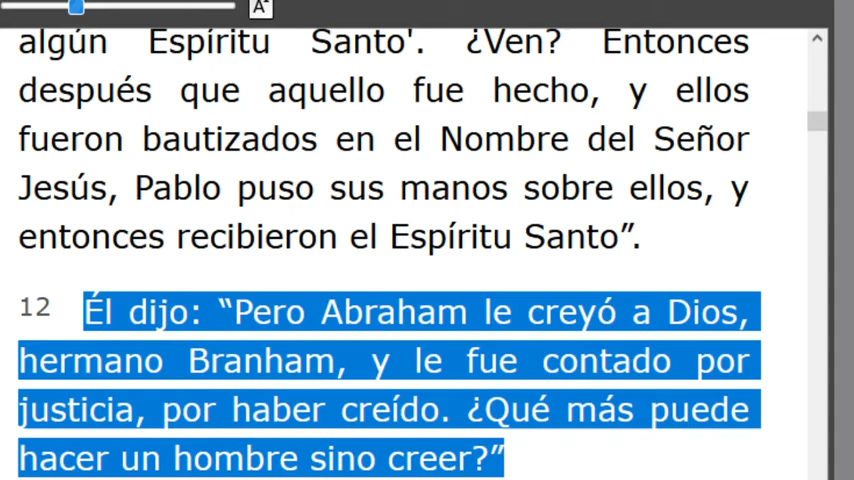 A
algún Espíritu Santo'. ¿Ven? Entonces
después que aquello fue hecho, y ellos
fueron bautizados en el Nombre del Señor
Jesús, Pablo puso sus manos sobre ellos, y
entonces recibieron el Espíritu Santo”.
12 Él dijo: “Pero Abraham le creyó a Dios,
hermano Branham, y le fue contado por
justicia, por haber creído. ¿Qué más puede
hacer un hombre sino creer?”